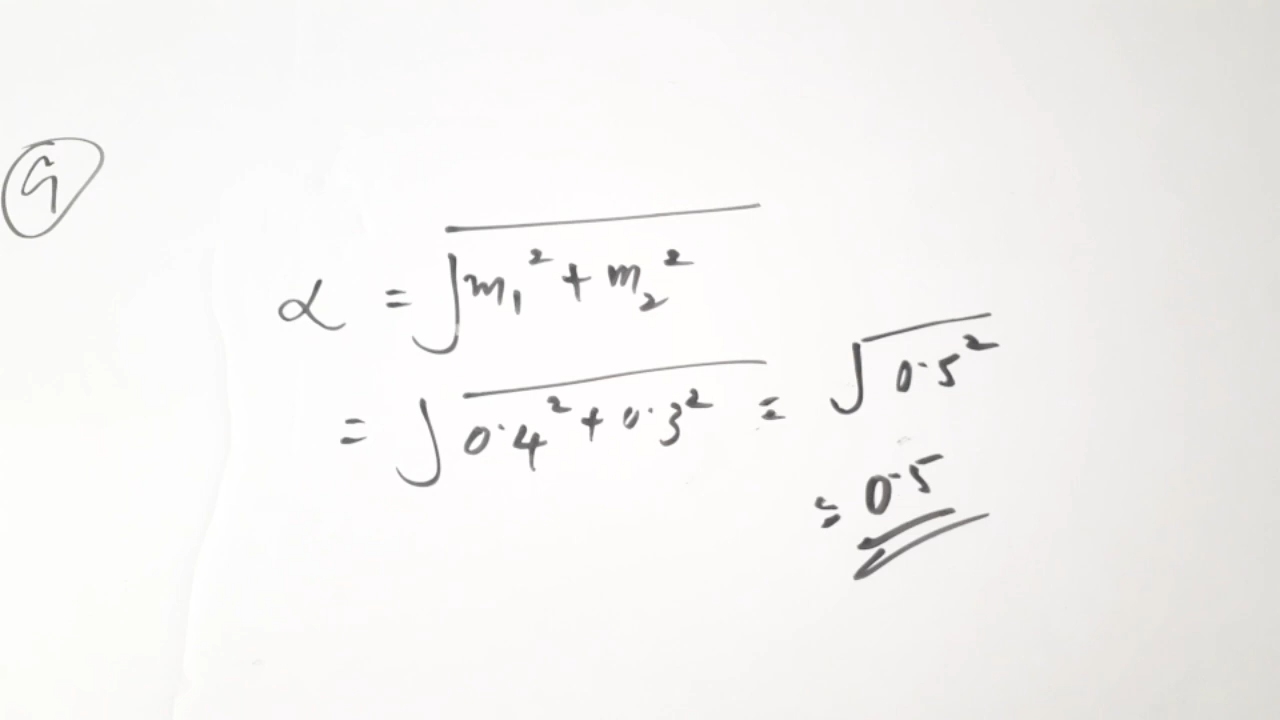 9
α = √m₁² + m₂²
= √0.4² + 0.3² = √0.5²
= 0.5